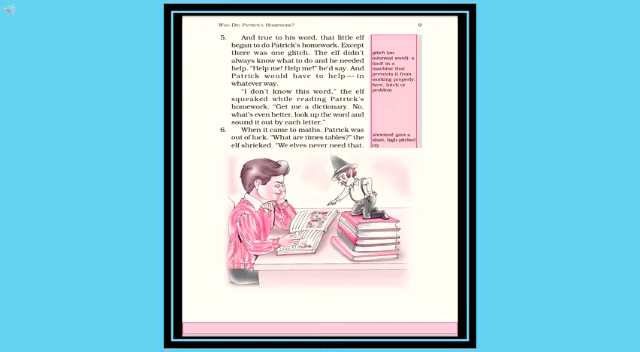 WHO DID PATRICK'S HOMEWORK?
9
5. And true to his word, that little elf
began to do Patrick's homework. Except
there was one glitch. The elf didn't
always know what to do and he needed
help. "Help me! Help me!" he'd say. And
Patrick would have to help — in
whatever way.
"I don't know this word," the elf
squeaked while reading Patrick's
homework. "Get me a dictionary. No,
what's even better, look up the word and
sound it out by each letter."
6. When it came to maths, Patrick was
out of luck. "What are times tables?" the
elf shrieked. "We elves never need that.
glitch (an
informal word): a
fault in a
machine that
prevents it from
working properly;
here, hitch or
problem
shrieked: gave a
short, high-pitched
cry